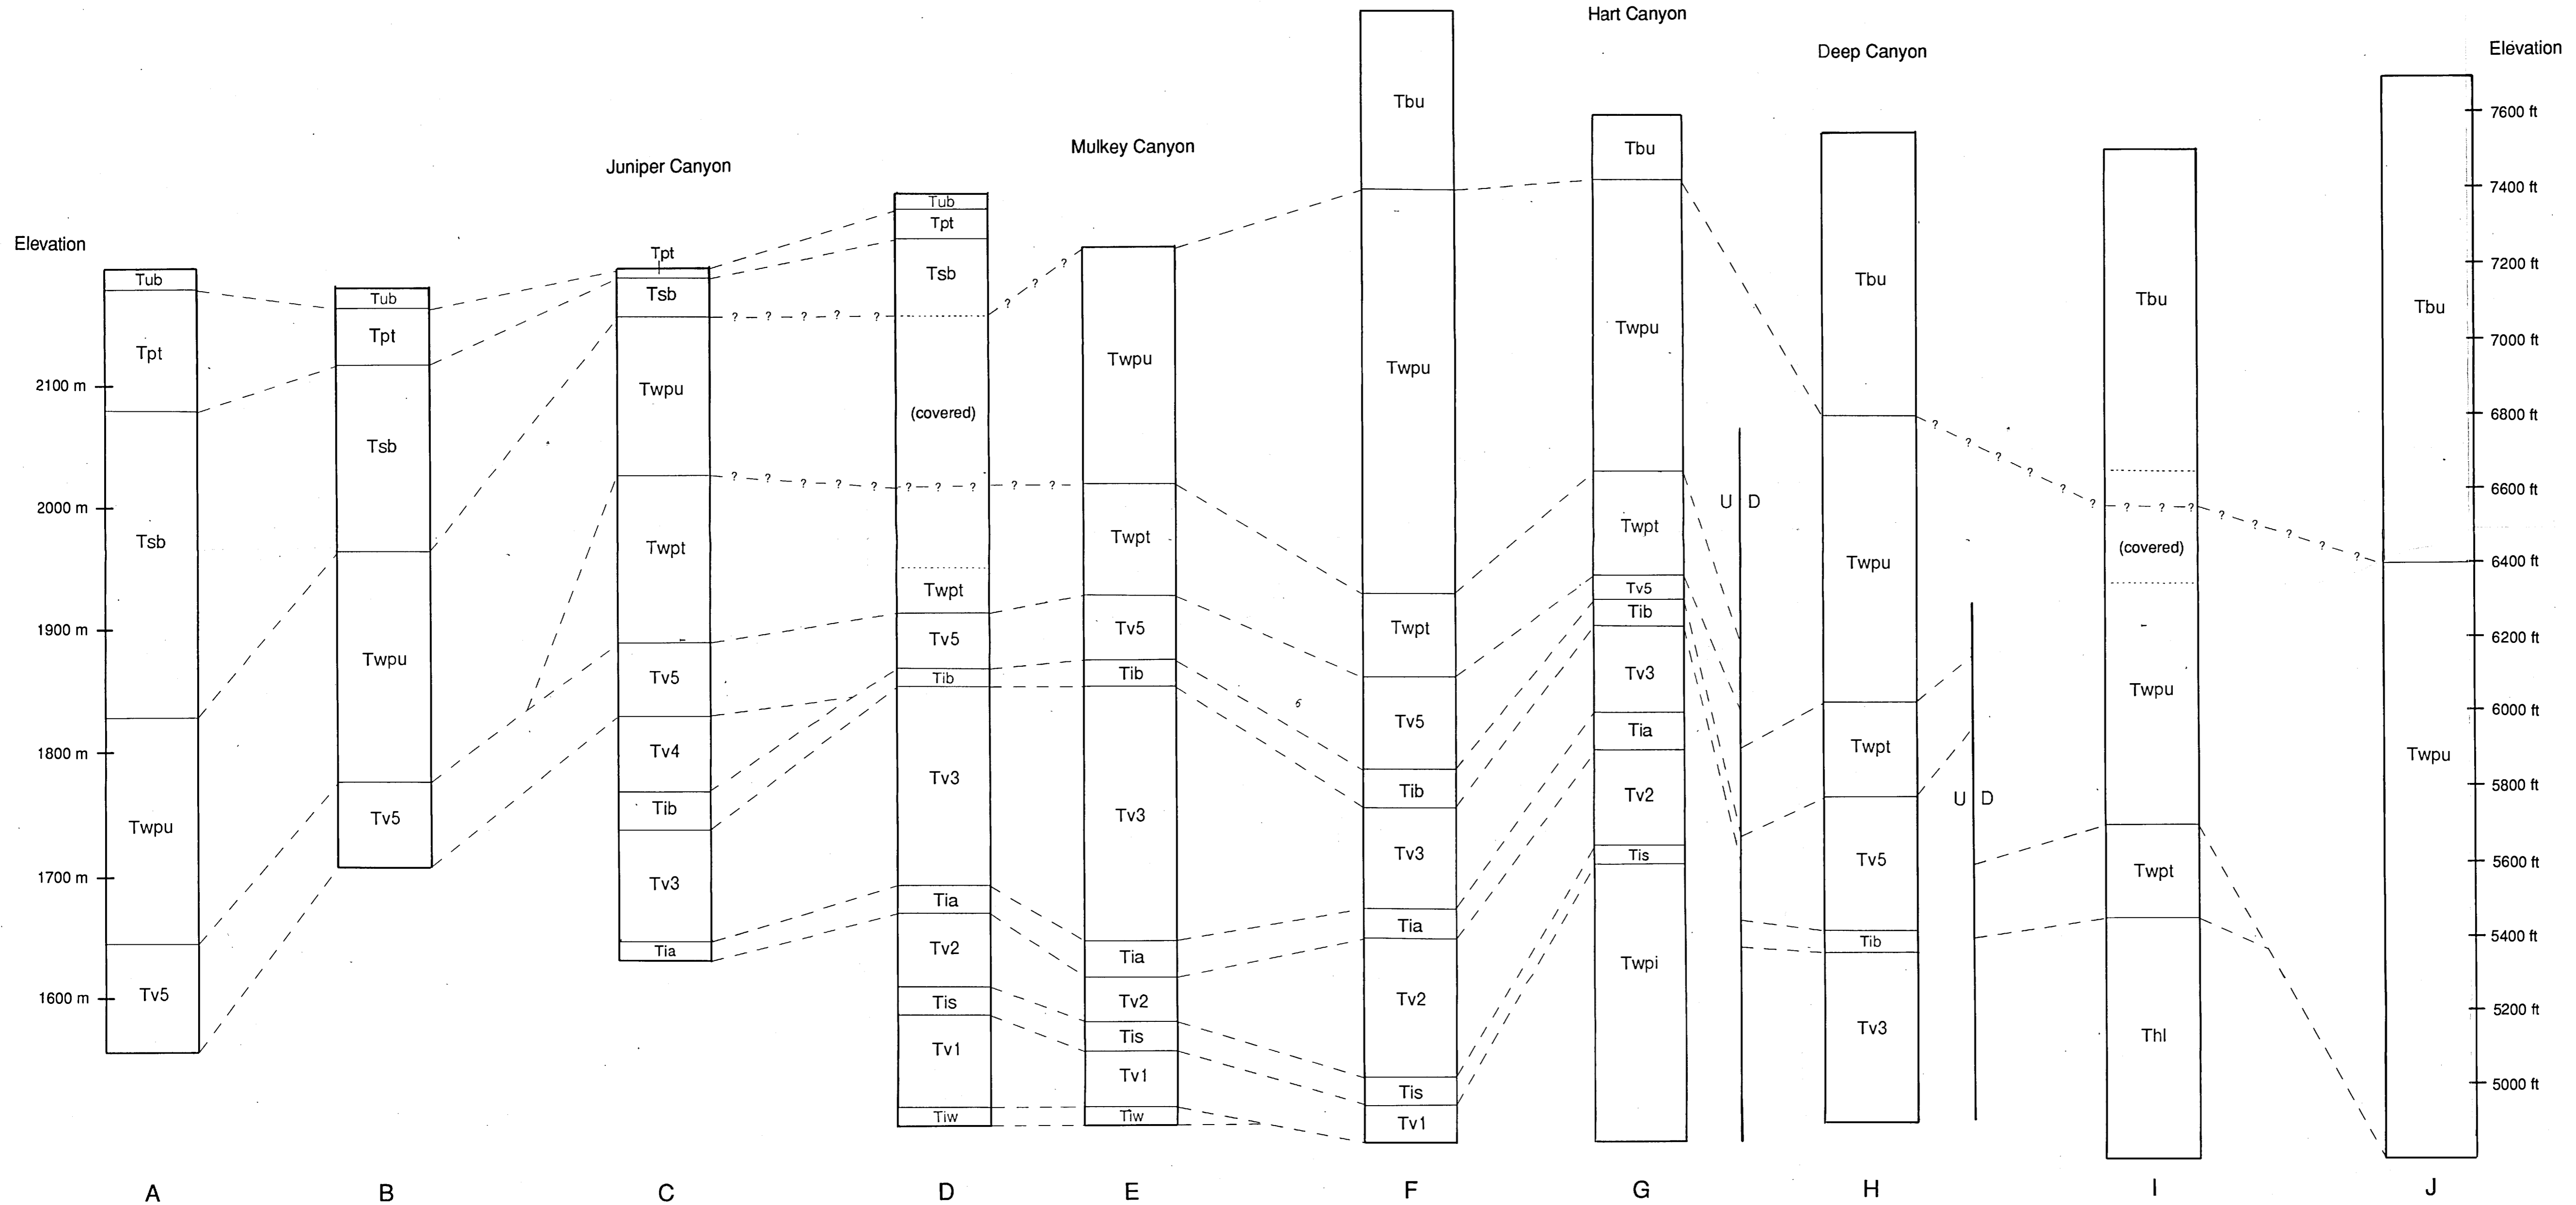 Hart Canyon
Deep Canyon
Mulkey Canyon
Juniper Canyon
Elevation
2100 m
2000 m
1900 m
1800 m
1700 m
1600 m
Tub
Tpt
Tsb
Twpu
Tv5
A
Tub
Tpt
Tsb
Twpu
Tv5
B
Tpt
Tsb
Twpu
Twpt
Tv5
Tv4
Tib
Tv3
Tia
C
? ? ? ? ?
? ? ? ? ?
Tub
Tpt
Tsb
(covered)
? ? ?
Twpt
Tv5
Tib
Tv3
Tia
Tv2
Tis
Tv1
Tiw
D
? ? ?
? ?
Twpu
Twpt
Tv5
Tib
Tv3
Tia
Tv2
Tis
Tv1
Tiw
E
6
Tbu
Twpu
Twpt
Tv5
Tib
Tv3
Tia
Tv2
Tis
Tv1
F
Tbu
Twpu
Twpt
Tv5
Tib
Tv3
Tia
Tv2
Tis
Twpi
G
U D
Tbu
Twpu
Twpt
Tv5
Tib
Tv3
H
? ? ? ? ? ?
U D
Tbu
? ? ? ?
(covered)
Twpu
Twpt
Thl
I
? ? ? ? ?
Tbu
Twpu
J
Elevation
7600 ft
7400 ft
7200 ft
7000 ft
6800 ft
6600 ft
6400 ft
6200 ft
6000 ft
5800 ft
5600 ft
5400 ft
5200 ft
5000 ft